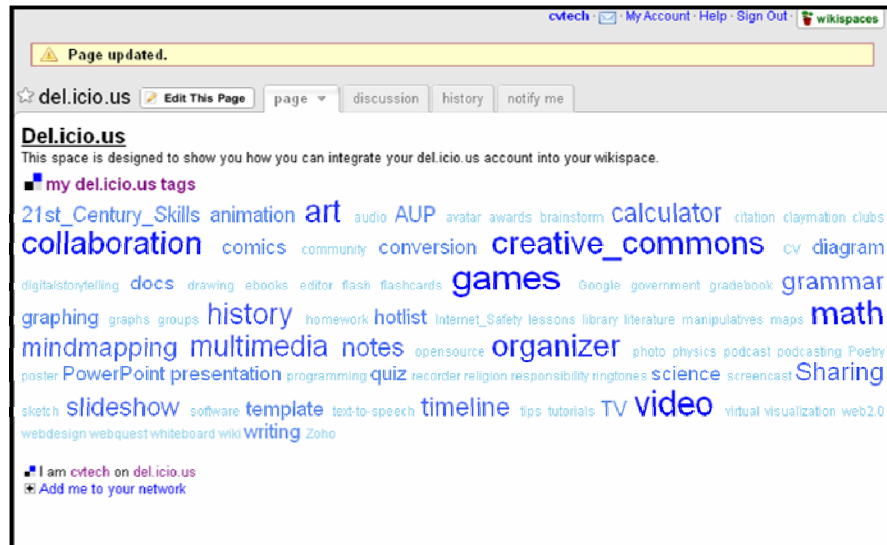 cvtech · My Account · Help · Sign Out · wikispaces
Page updated.
del.icio.us Edit This Page page discussion history notify me
Del.icio.us
This space is designed to show you how you can integrate your del.icio.us account into your wikispace.
my del.icio.us tags
21st_Century_Skills animation art audio AUP avatar awards brainstorm calculator citation claymation clubs
collaboration comics community conversion creative_commons cv diagram
digitalstorytelling docs drawing ebooks editor flash flashcards games Google government gradebook grammar
graphing graphs groups history homework hotlist Internet_Safety lessons library literature manipulatives maps math
mindmapping multimedia notes opensource organizer photo physics podcast podcasting Poetry
poster PowerPoint presentation programming quiz recorder religion responsibility ringtones science screencast Sharing
sketch slideshow software template text-to-speech timeline tips tutorials TV video virtual visualization web2.0
webdesign webquest whiteboard wiki writing Zoho
I am cvtech on del.icio.us
Add me to your network